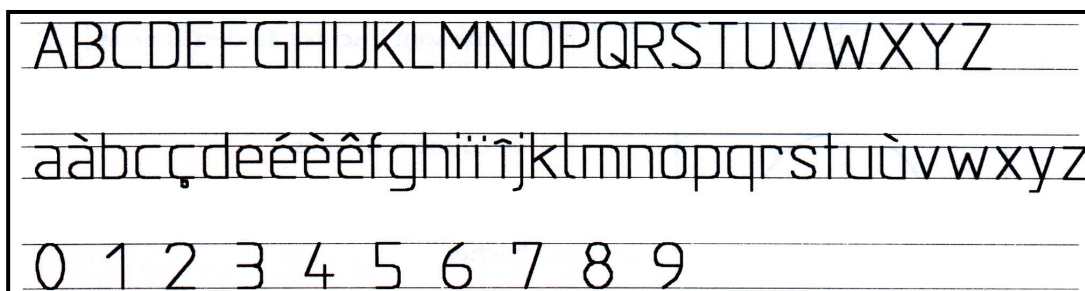 ABCDEFGHIJKLMNOPQRSTUVWXYZ
aàbcçdeéèêfghiïîjklmnopqrstuùvwxyz
0 1 2 3 4 5 6 7 8 9